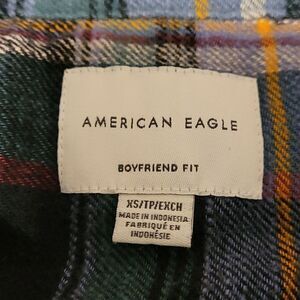 AMERICAN EAGLE
BOYFRIEND FIT
XS/TP/EXCH
MADE IN INDONESIA
FABRIQUÉ EN
INDONÉSIE